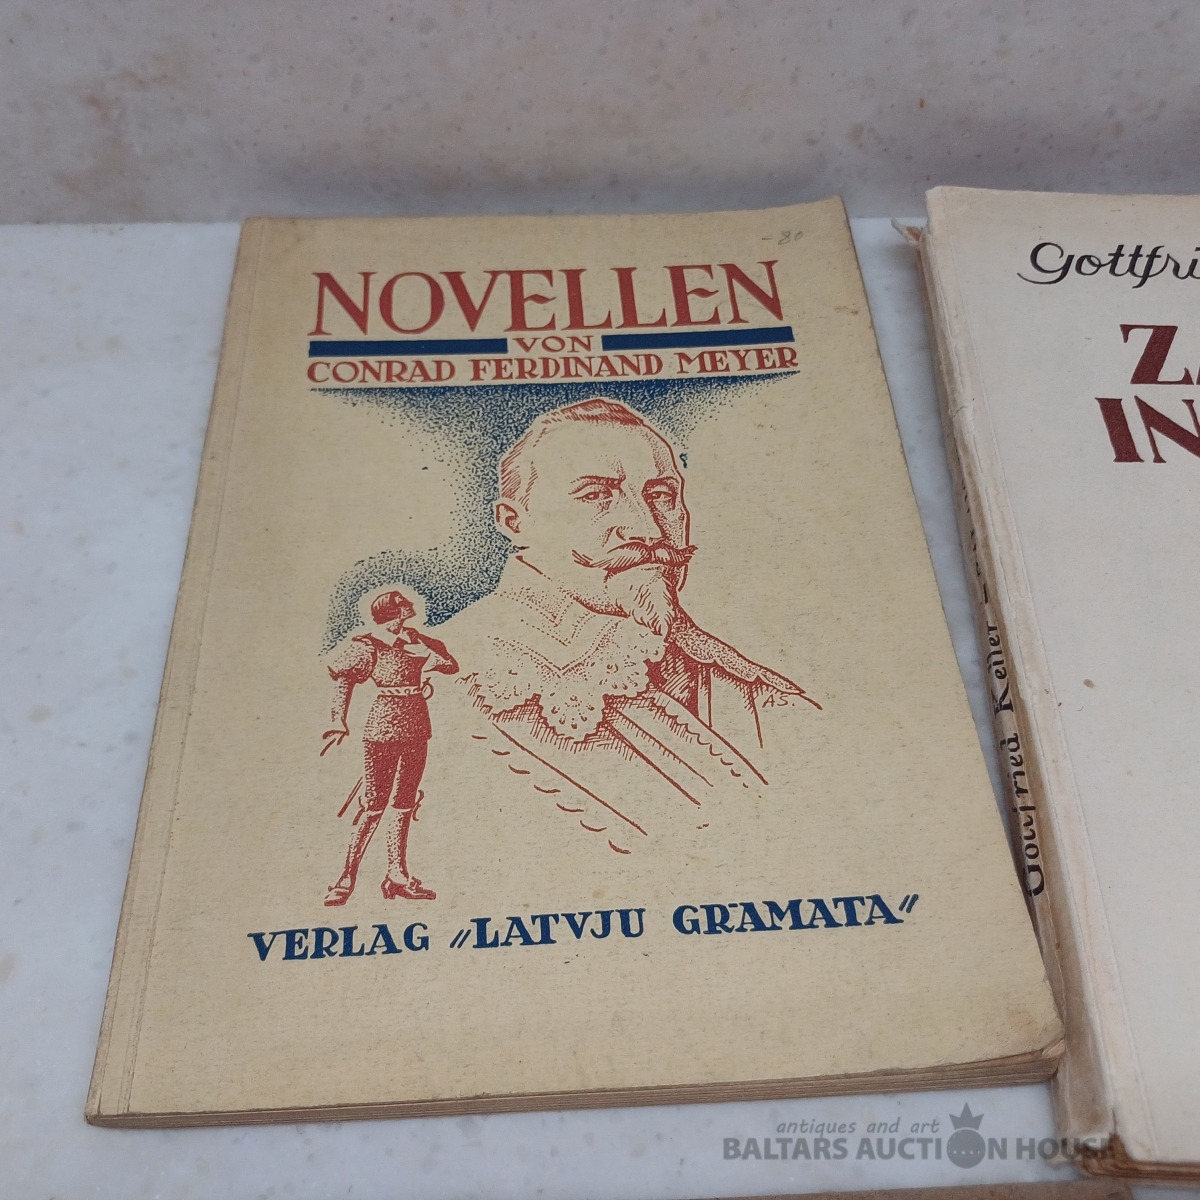 -80
NOVELLEN
VON
CONRAD FERDINAND MEYER
AS.
VERLAG „LATVJU GRĀMATA"
Gottfri
Z
IN
Gottfried Keller -
antiques and art
BALTARS AUCTION HOUSE